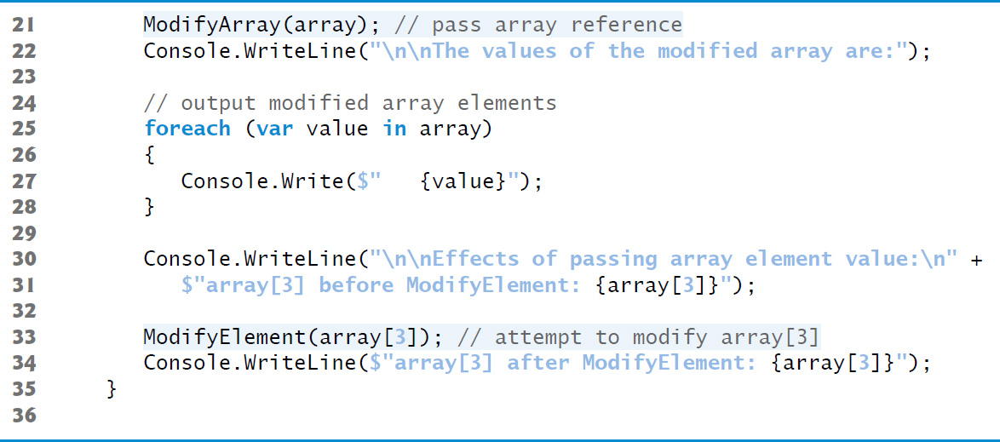 21 ModifyArray(array); // pass array reference
22 Console.WriteLine("\n\nThe values of the modified array are:");
23
24 // output modified array elements
25 foreach (var value in array)
26 {
27 Console.Write($"   {value}");
28 }
29
30 Console.WriteLine("\n\nEffects of passing array element value:\n" +
31 $"array[3] before ModifyElement: {array[3]}");
32
33 ModifyElement(array[3]); // attempt to modify array[3]
34 Console.WriteLine($"array[3] after ModifyElement: {array[3]}");
35 }
36